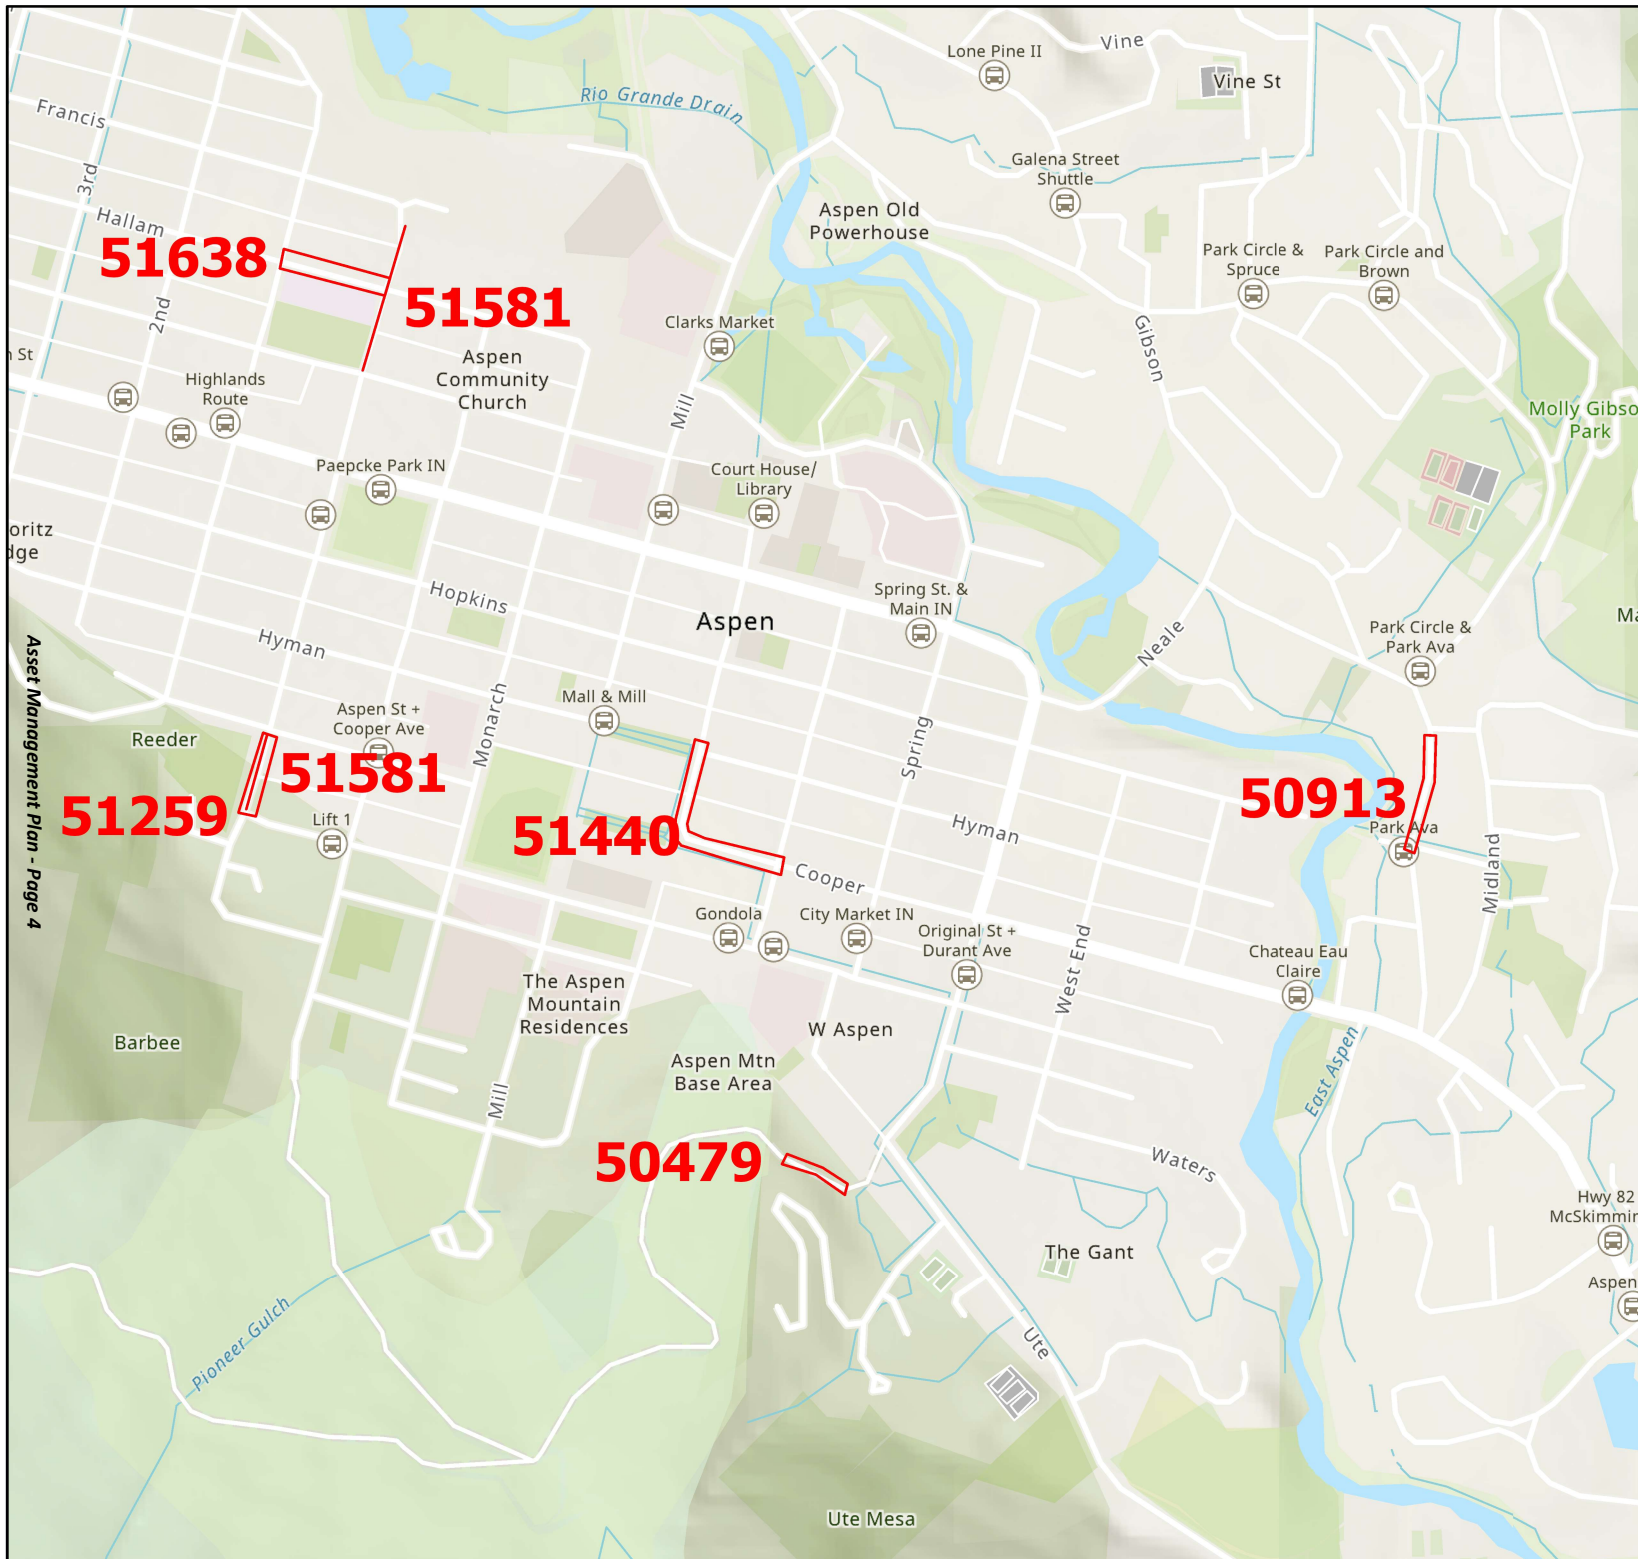 Lone Pine II
Vine
Vine St
Rio Grande Drain
Francis
3rd
Galena Street
Shuttle
Hallam
Aspen Old
Powerhouse
51638
Park Circle &
Spruce
Park Circle and
Brown
51581
2nd
Clarks Market
Gibson
St
Aspen
Community
Church
Highlands
Route
Mill
Molly Gibso
Park
Paepcke Park IN
Court House/
Library
oritz
dge
Hopkins
Spring St. &
Main IN
Aspen
Ma
Hyman
Neale
Park Circle &
Park Ava
Asset Management Plan - Page 4
Monarch
Mall & Mill
Aspen St +
Cooper Ave
Reeder
Spring
51581
50913
51259
Lift 1
51440
Hyman
Park Ava
Midland
Cooper
Gondola
City Market IN
Original St +
Durant Ave
West End
Chateau Eau
Claire
The Aspen
Mountain
Residences
W Aspen
Barbee
Aspen Mtn
Base Area
East Aspen
Mill
50479
Waters
Hwy 82
McSkimmin
The Gant
Aspen
Pioneer Gulch
Ute
Ute Mesa